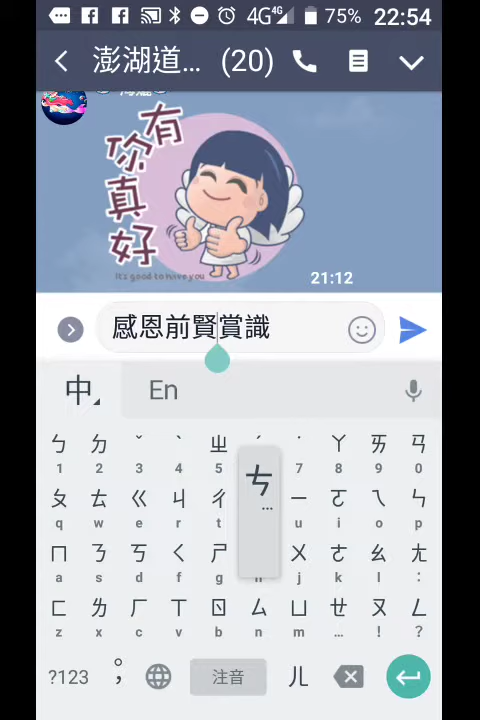 4G 4G 75% 22:54
澎湖道... (20)
有
你
真
好
It's good to have you
21:12
感恩前賢賞識
中 En
ㄅ ㄉ ˇ ˋ ㄓ ˊ ˙ ㄚ ㄞ ㄢ
1 2 3 4 5 7 8 9 0
ㄆ ㄊ ㄍ ㄐ ㄔ ㄘ ... ㄧ ㄛ ㄟ ㄣ
q w e r t u i o p
ㄇ ㄋ ㄎ ㄑ ㄕ ㄨ ㄜ ㄠ ㄤ
a s d f g h j k l :
ㄈ ㄌ ㄏ ㄒ ㄖ ㄙ ㄩ ㄝ ㄡ ㄥ
z x c v b n m ... ! ?
?123 ; ° 注音 ㄦ